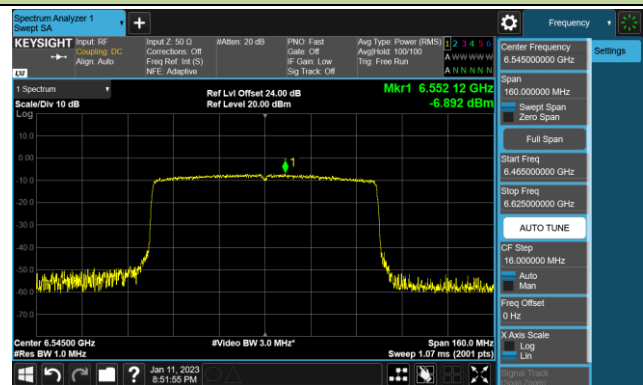 Spectrum Analyzer 1
Swept SA
Frequency
KEYSIGHT
Input: RF
Coupling: DC
Align: Auto
Input Z: 50 Ω
Corrections: Off
Freq Ref: Int (S)
NFE: Adaptive
#Atten: 20 dB
PNO: Fast
Gate: Off
IF Gain: Low
Sig Track: Off
Avg Type: Power (RMS)
Avg|Hold: 100/100
Trig: Free Run
1 2 3 4 5 6
A W W W W W
A N N N N N
LXI
1 Spectrum
Scale/Div 10 dB
Log
Ref Lvl Offset 24.00 dB
Ref Level 20.00 dBm
Mkr1 6.552 12 GHz
-6.892 dBm
10.0
0.00
-10.0
-20.0
-30.0
-40.0
-50.0
-60.0
-70.0
1
Center 6.54500 GHz
#Res BW 1.0 MHz
#Video BW 3.0 MHz*
Span 160.0 MHz
Sweep 1.07 ms (2001 pts)
Jan 11, 2023
8:51:55 PM
Center Frequency
6.545000000 GHz
Span
160.000000 MHz
Swept Span
Zero Span
Full Span
Start Freq
6.465000000 GHz
Stop Freq
6.625000000 GHz
AUTO TUNE
CF Step
16.000000 MHz
Auto
Man
Freq Offset
0 Hz
X Axis Scale
Log
Lin
Signal Track
(Span Zoom)
Settings